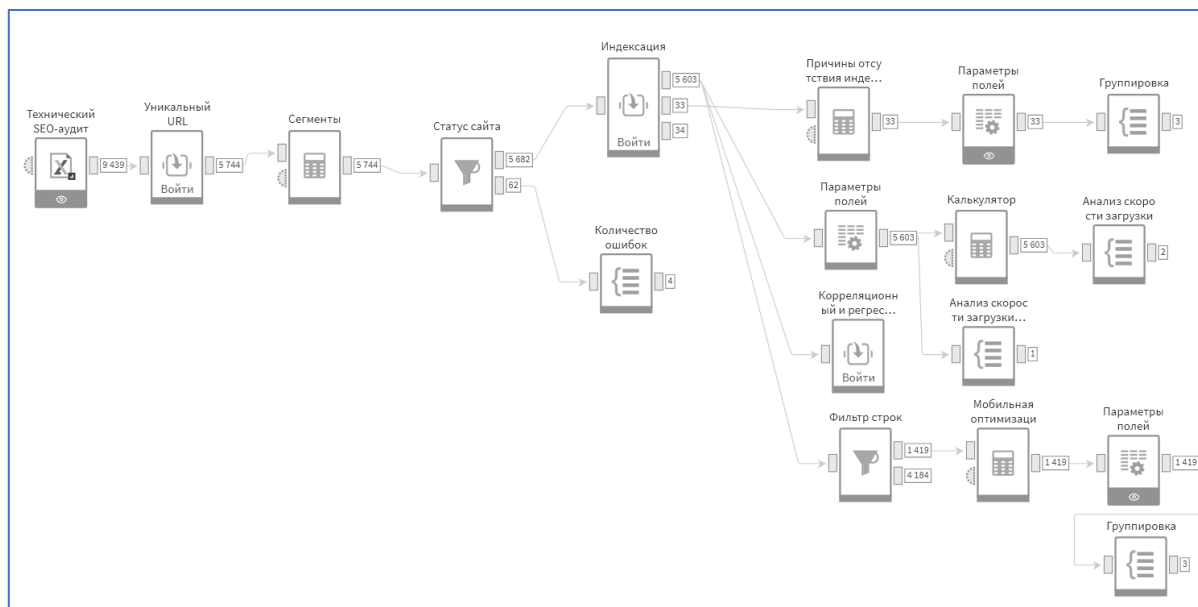 Технический
SEO-аудит
9 439
Уникальный
URL
Войти
5 744
Сегменты
5 744
Статус сайта
5 682
62
Количество
ошибок
4
Индексация
Войти
5 603
33
34
Причины отсу
тствия инде...
33
Параметры
полей
33
Группировка
3
Параметры
полей
5 603
Калькулятор
5 603
Анализ скоро
сти загрузки
2
Корреляционн
ый и регрес...
Войти
Анализ скорос
ти загрузки...
1
Фильтр строк
1 419
4 184
Мобильная
оптимизаци
1 419
Параметры
полей
1 419
Группировка
3